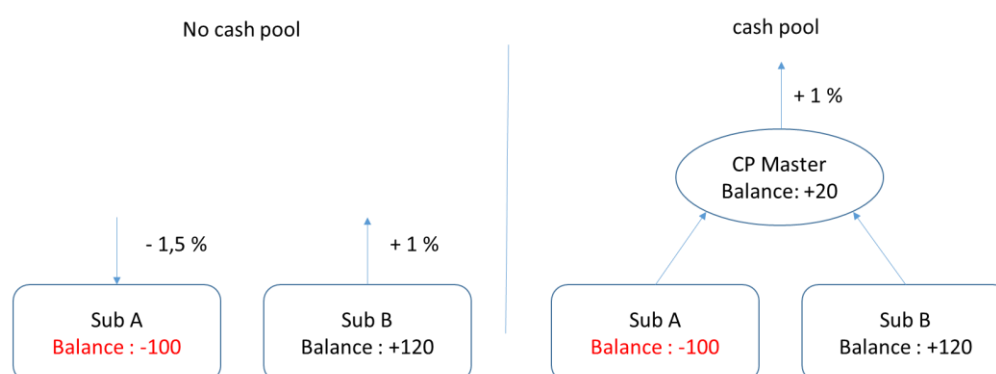 No cash pool
cash pool
+ 1 %
CP Master
Balance: +20
- 1,5 %
+ 1 %
Sub A
Balance : -100
Sub B
Balance : +120
Sub A
Balance : -100
Sub B
Balance : +120